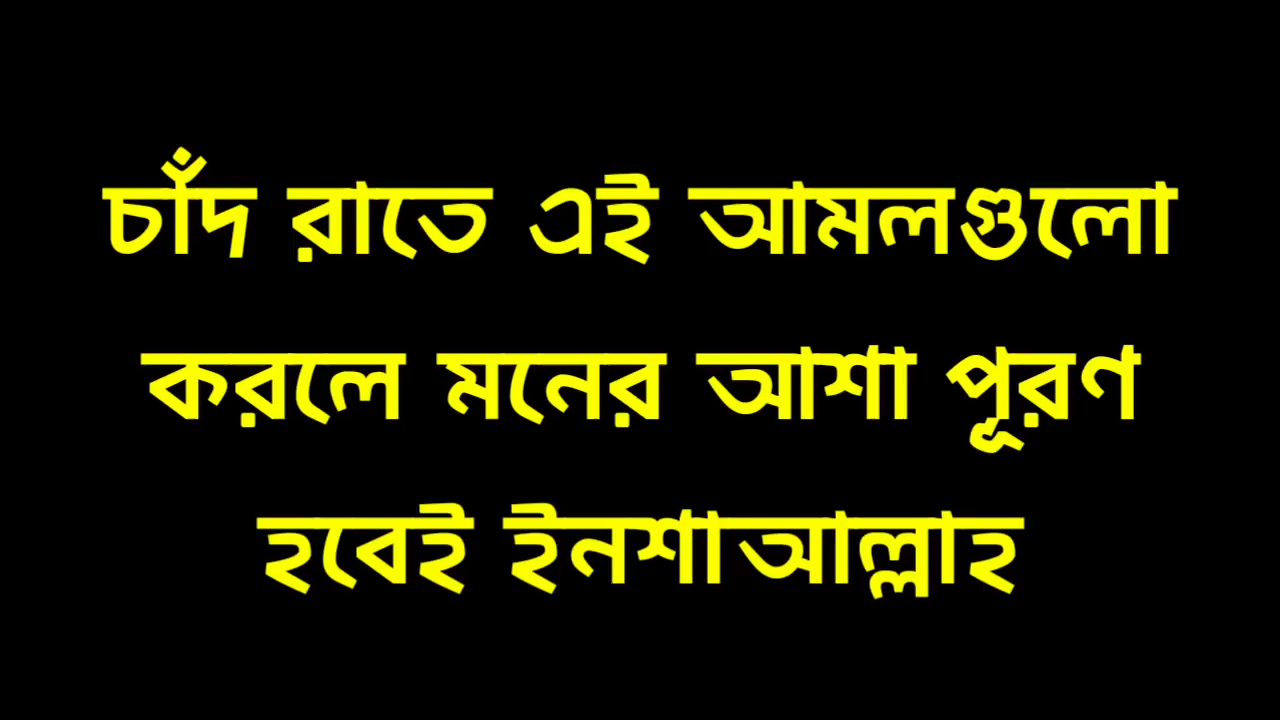 চাঁদ রাতে এই আমলগুলো
করলে মনের আশা পূরণ
হবেই ইনশাআল্লাহ